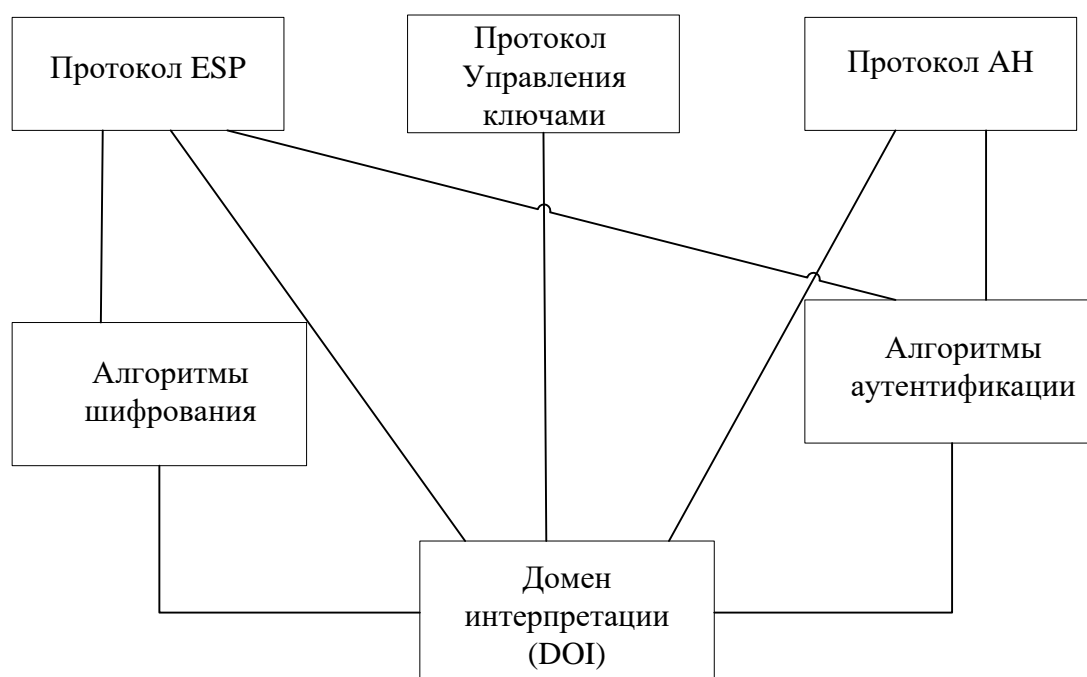 Протокол ESP
Протокол
Управления
ключами
Протокол AH
Алгоритмы
шифрования
Алгоритмы
аутентификации
Домен
интерпретации
(DOI)